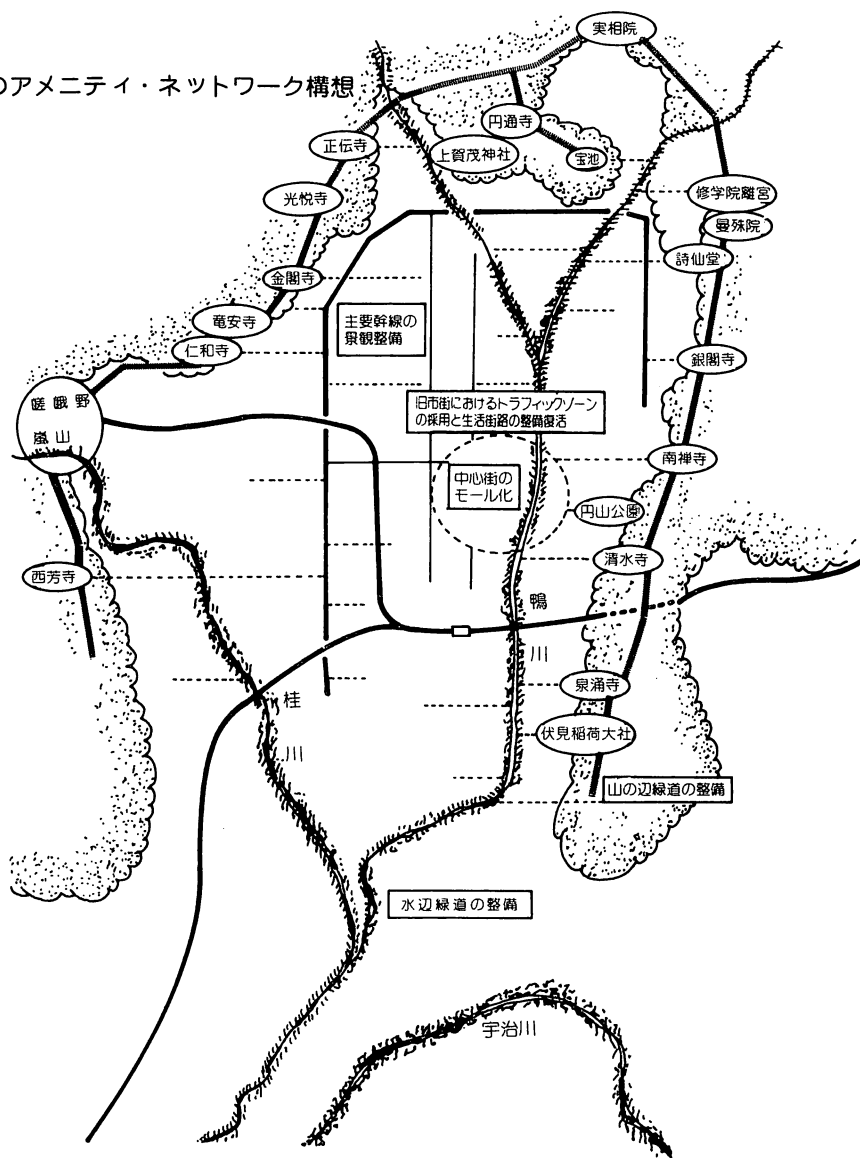 のアメニティ・ネットワーク構想
実相院
円通寺
正伝寺
上賀茂神社
宝池
光悦寺
修学院離宮
曼殊院
詩仙堂
金閣寺
竜安寺
主要幹線の
景観整備
仁和寺
銀閣寺
嵯峨野
嵐山
旧市街におけるトラフィックゾーン
の採用と生活街路の整備復活
南禅寺
中心街の
モール化
円山公園
清水寺
西芳寺
鴨
川
泉涌寺
桂
川
伏見稲荷大社
山の辺緑道の整備
水辺緑道の整備
宇治川